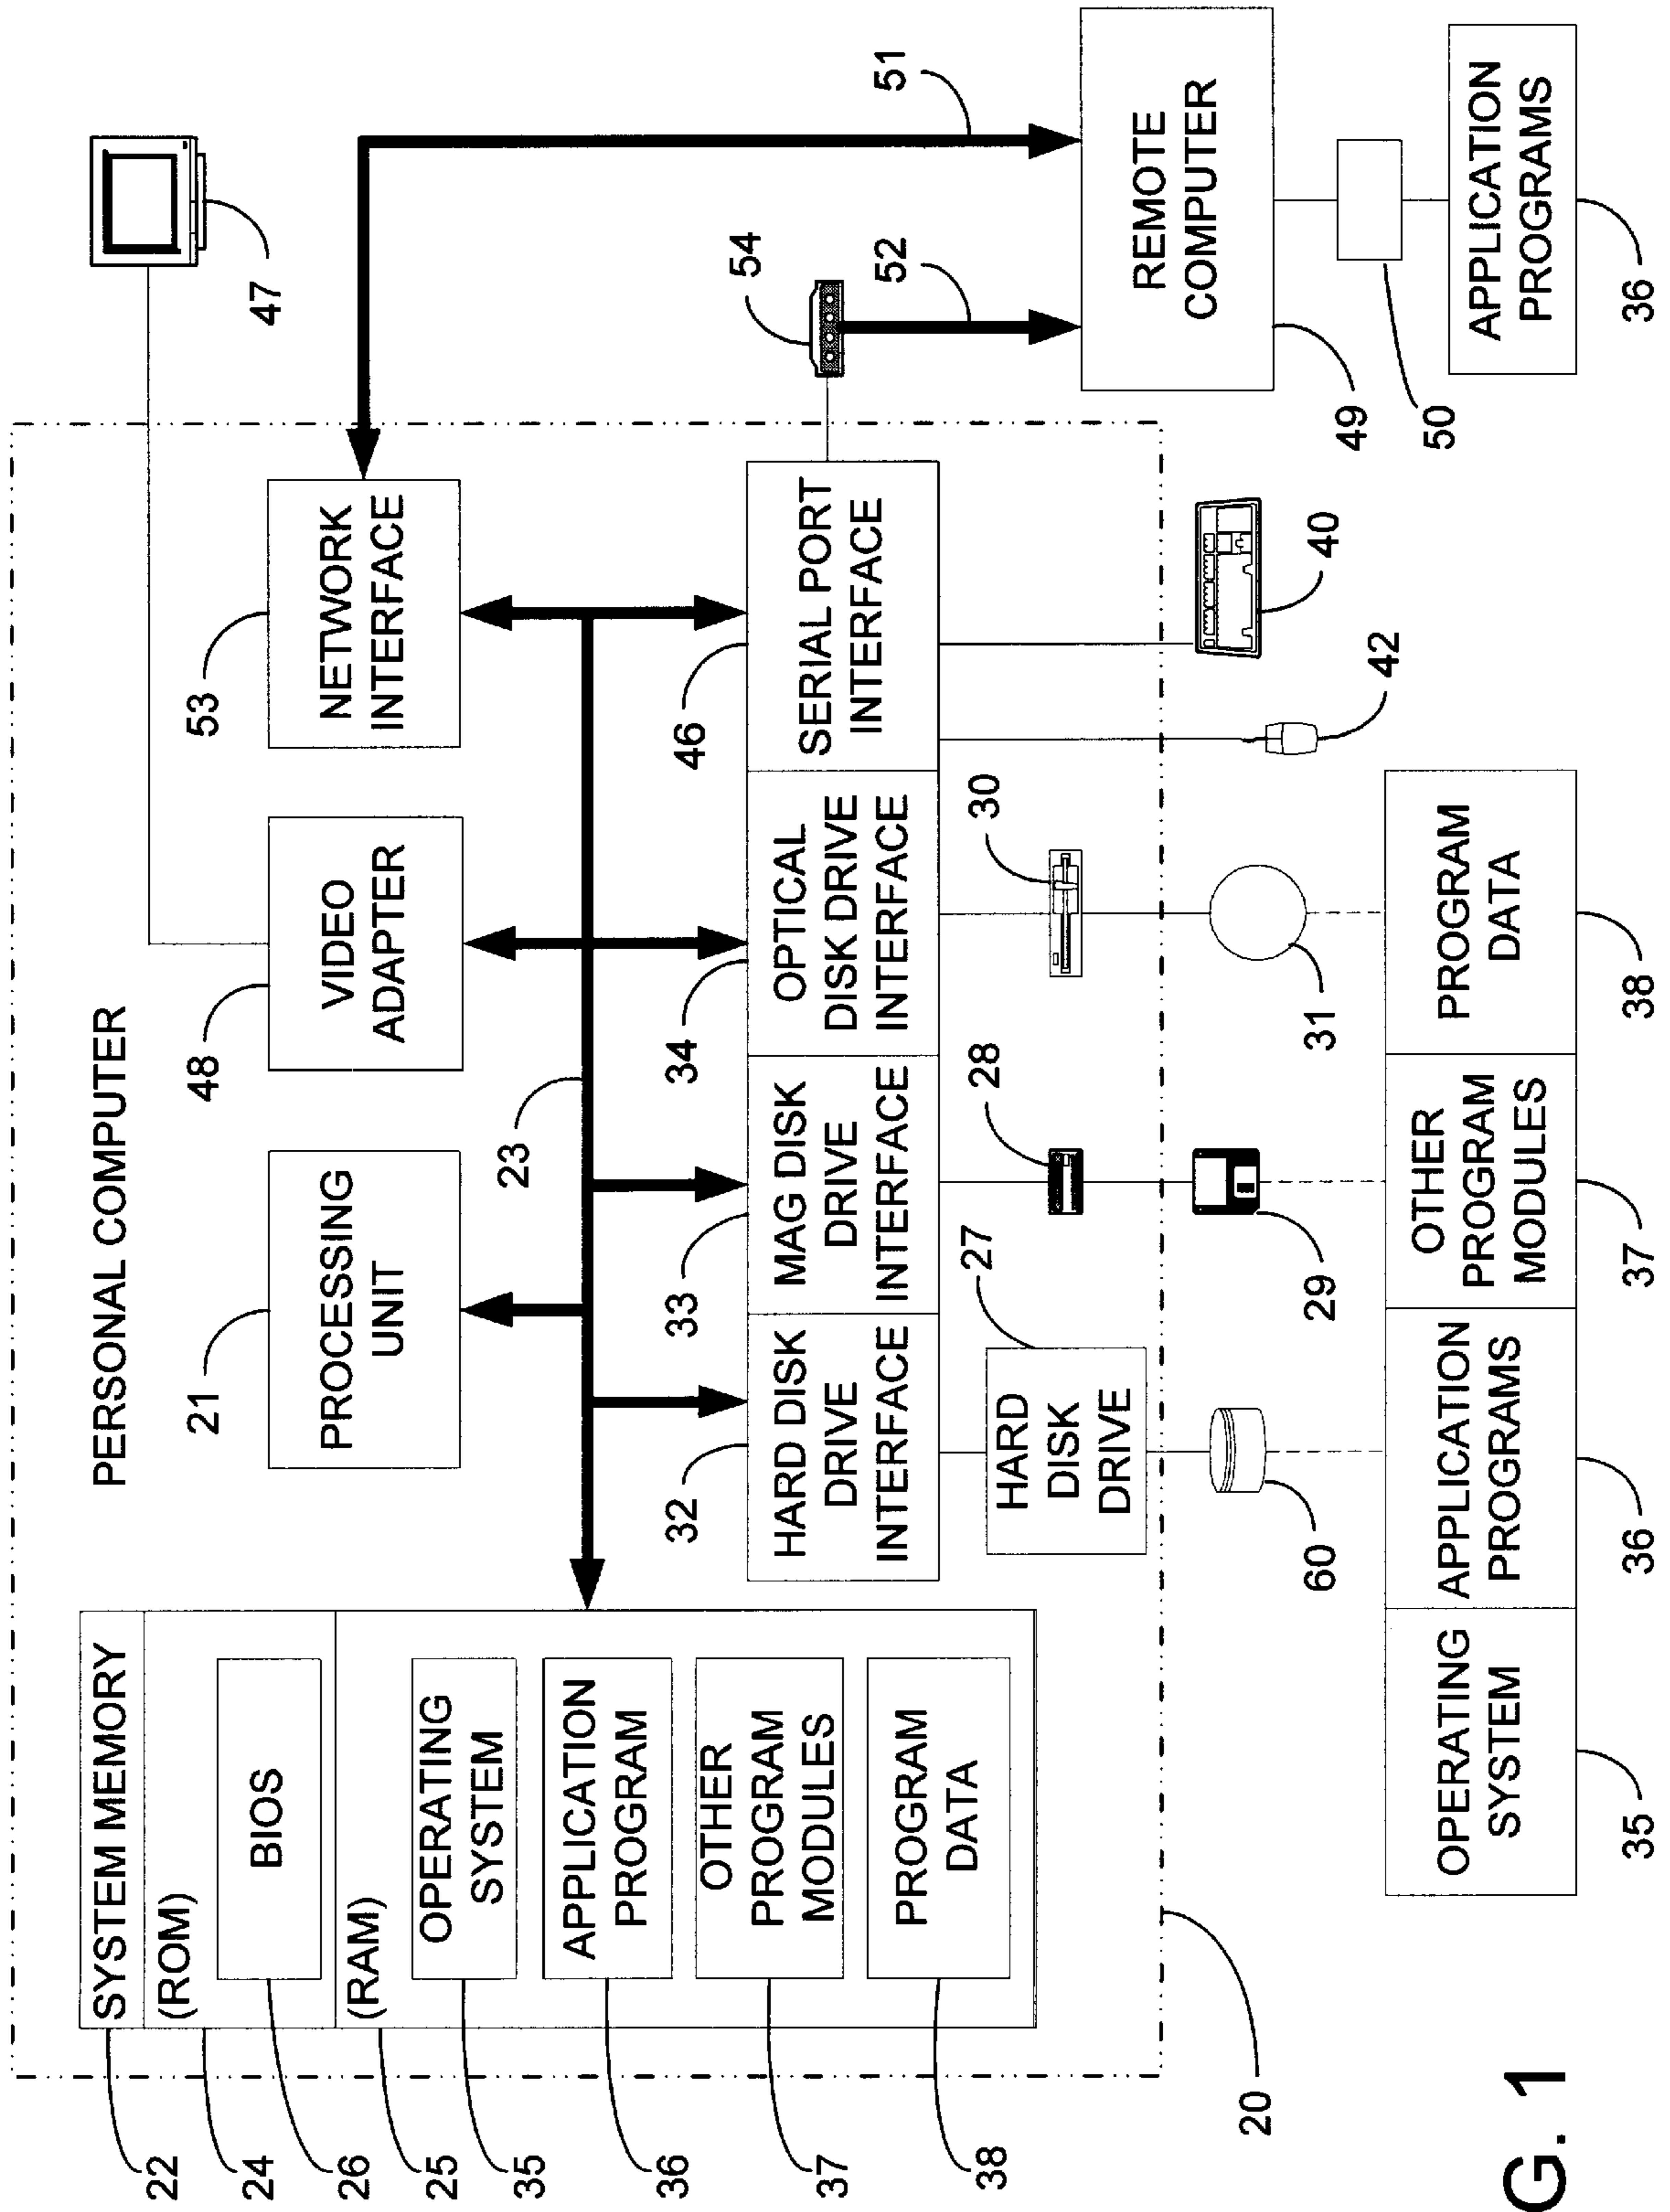 PERSONAL COMPUTER
22
SYSTEM MEMORY
24
(ROM)
26
BIOS
25
(RAM)
35
OPERATING
SYSTEM
36
APPLICATION
PROGRAM
37
OTHER
PROGRAM
MODULES
38
PROGRAM
DATA
21
PROCESSING
UNIT
48
VIDEO
ADAPTER
53
NETWORK
INTERFACE
47
23
32
HARD DISK
DRIVE
INTERFACE
33
MAG DISK
DRIVE
INTERFACE
34
OPTICAL
DISK DRIVE
INTERFACE
46
SERIAL PORT
INTERFACE
54
52
51
27
HARD
DISK
DRIVE
28
30
60
29
31
42
40
20
REMOTE
COMPUTER
49
50
APPLICATION
PROGRAMS
36
OPERATING
SYSTEM
APPLICATION
PROGRAMS
OTHER
PROGRAM
MODULES
PROGRAM
DATA
35
36
37
38
G. 1